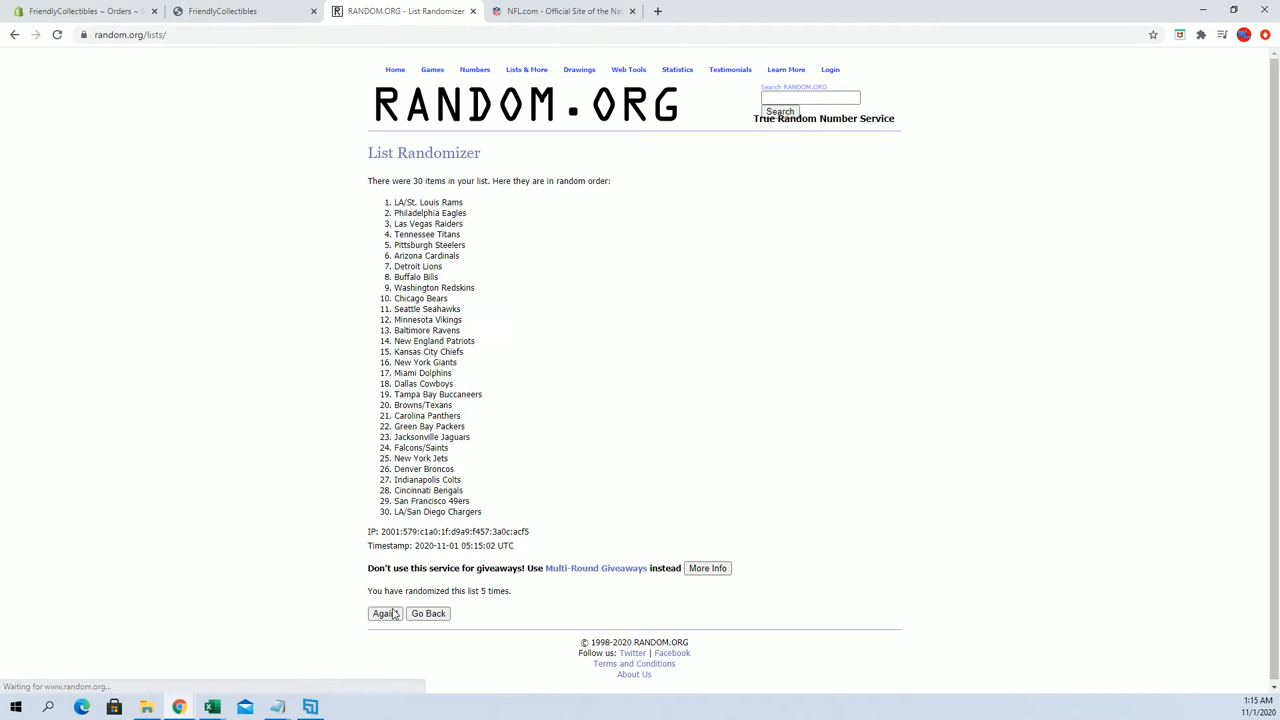 FriendlyCollectibles ~ Orders ~ S
FriendlyCollectibles
RANDOM.ORG - List Randomizer
NFL.com - Official Site of the Na
random.org/lists/
Home Games Numbers Lists & More Drawings Web Tools Statistics Testimonials Learn More Login
Search RANDOM.ORG
RANDOM.ORG
Search
True Random Number Service
List Randomizer
There were 30 items in your list. Here they are in random order:
1. LA/St. Louis Rams
2. Philadelphia Eagles
3. Las Vegas Raiders
4. Tennessee Titans
5. Pittsburgh Steelers
6. Arizona Cardinals
7. Detroit Lions
8. Buffalo Bills
9. Washington Redskins
10. Chicago Bears
11. Seattle Seahawks
12. Minnesota Vikings
13. Baltimore Ravens
14. New England Patriots
15. Kansas City Chiefs
16. New York Giants
17. Miami Dolphins
18. Dallas Cowboys
19. Tampa Bay Buccaneers
20. Browns/Texans
21. Carolina Panthers
22. Green Bay Packers
23. Jacksonville Jaguars
24. Falcons/Saints
25. New York Jets
26. Denver Broncos
27. Indianapolis Colts
28. Cincinnati Bengals
29. San Francisco 49ers
30. LA/San Diego Chargers
IP: 2001:579:c1a0:1f:d9a9:f457:3a0c:acf5
Timestamp: 2020-11-01 05:15:02 UTC
Don't use this service for giveaways! Use Multi-Round Giveaways instead More Info
You have randomized this list 5 times.
Again! Go Back
© 1998-2020 RANDOM.ORG
Follow us: Twitter | Facebook
Terms and Conditions
About Us
Waiting for www.random.org...
1:15 AM
11/1/2020